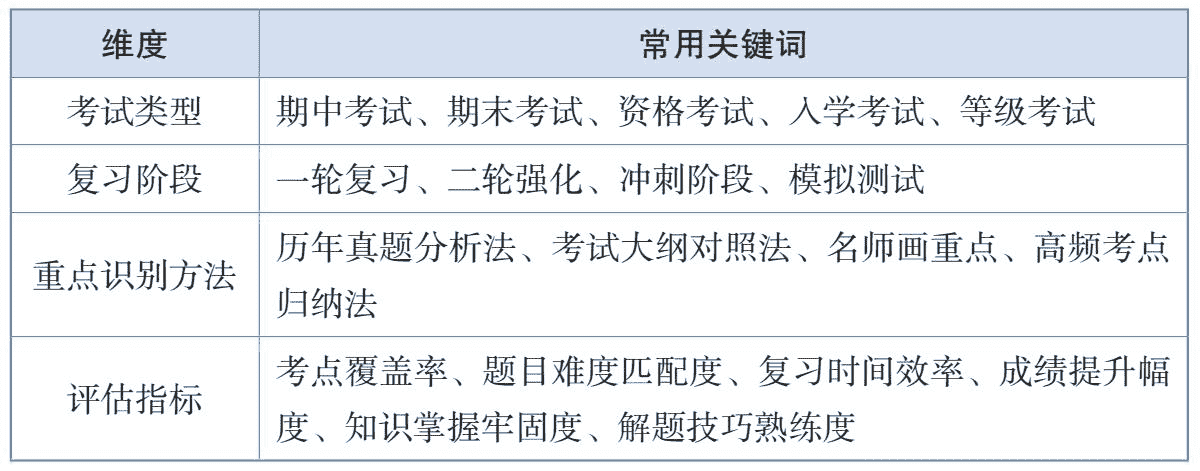 维度
常用关键词
考试类型
期中考试、期末考试、资格考试、入学考试、等级考试
复习阶段
一轮复习、二轮强化、冲刺阶段、模拟测试
重点识别方法
历年真题分析法、考试大纲对照法、名师画重点、高频考点
归纳法
评估指标
考点覆盖率、题目难度匹配度、复习时间效率、成绩提升幅
度、知识掌握牢固度、解题技巧熟练度